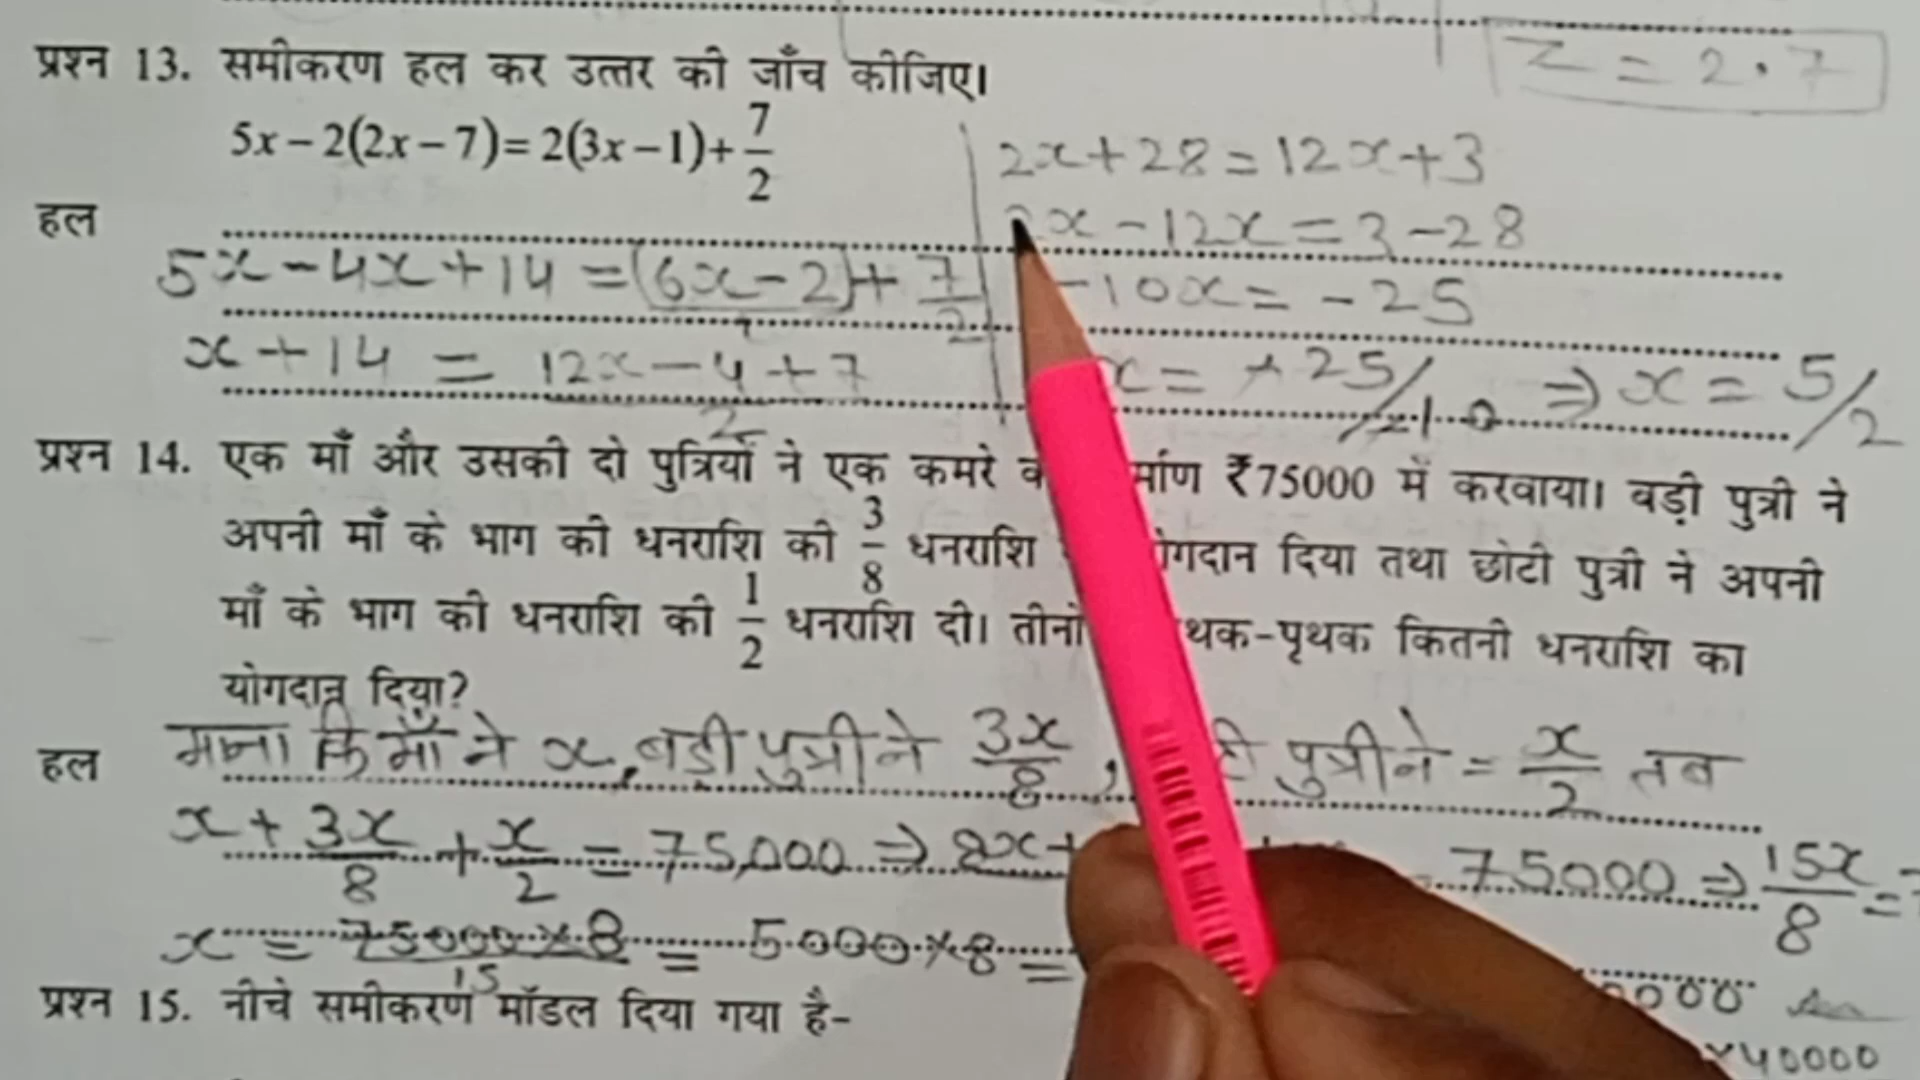 z = 2.7
प्रश्न 13. समीकरण हल कर उत्तर की जाँच कीजिए।
5x – 2(2x – 7) = 2(3x – 1) + 7/2
हल
5x – 4x + 14 = (6x – 2)/1 + 7/2
x + 14 = (12x – 4 + 7)/2
2x + 28 = 12x + 3
2x – 12x = 3 – 28
–10x = –25
x = +25/+10 ⇒ x = 5/2
प्रश्न 14. एक माँ और उसकी दो पुत्रियों ने एक कमरे र्माण ₹75000 में करवाया। बड़ी पुत्री ने
अपनी माँ के भाग की धनराशि की 3/8 धनराशि ोगदान दिया तथा छोटी पुत्री ने अपनी
माँ के भाग की धनराशि की 1/2 धनराशि दी। तीनों थक-पृथक कितनी धनराशि का
योगदान दिया?
हल माना कि माँ ने x, बड़ी पुत्री ने 3x/8, पुत्री ने = x/2 तब
x + 3x/8 + x/2 = 75,000 ⇒ 8x + 75000 ⇒ 15x/8 =
x = 75000×8/15 = 5000×8 = 0000
×40000
प्रश्न 15. नीचे समीकरण मॉडल दिया गया है-